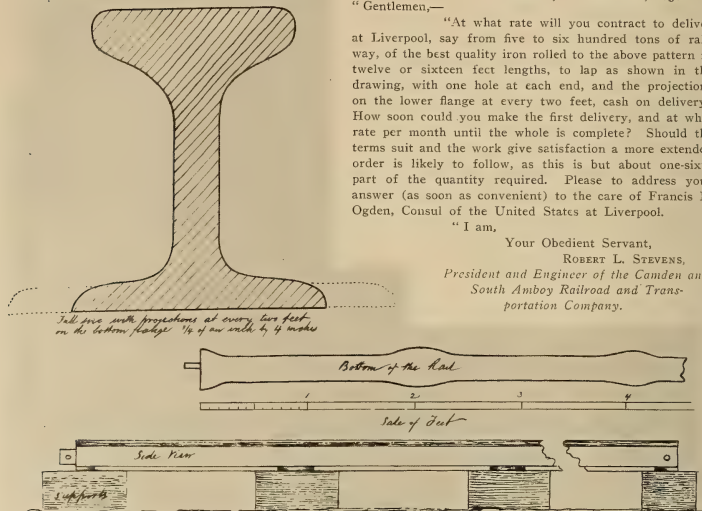 “ Gentlemen,—
“At what rate will you contract to delive
at Liverpool, say from five to six hundred tons of ra
way, of the best quality iron rolled to the above pattern
twelve or sixteen feet lengths, to lap as shown in th
drawing, with one hole at each end, and the projection
on the lower flange at every two feet, cash on delivery
How soon could you make the first delivery, and at wha
rate per month until the whole is complete? Should th
terms suit and the work give satisfaction a more extende
order is likely to follow, as this is but about one-six
part of the quantity required. Please to address you
answer (as soon as convenient) to the care of Francis
Ogden, Consul of the United States at Liverpool.
“ I am,
Your Obedient Servant,
ROBERT L. STEVENS,
President and Engineer of the Camden an
South Amboy Railroad and Trans-
portation Company.
Full size with projections at every two feet
on the bottom flange 1/4 of an inch by 4 inches
Bottom of the Rail
1 2 3 4
Scale of Feet
Side View
Supports